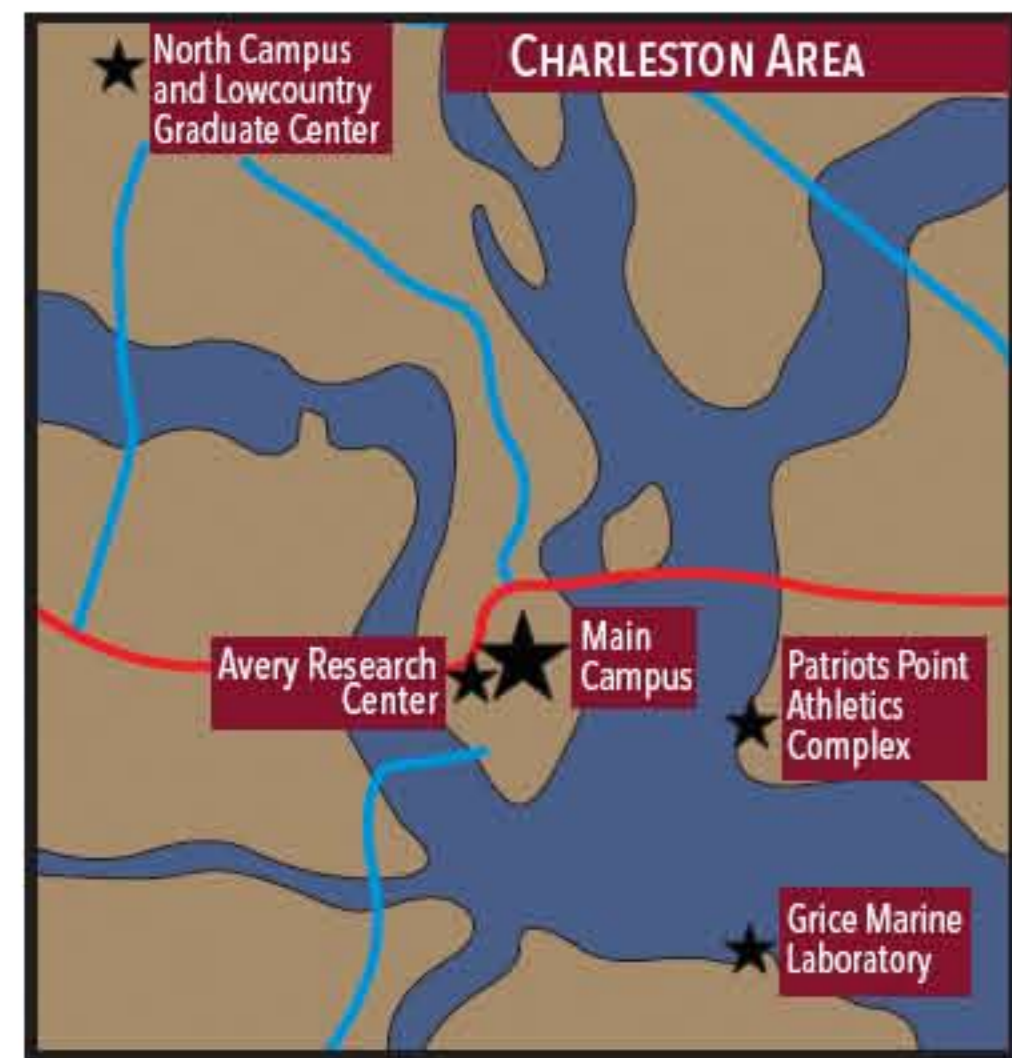 CHARLESTON AREA
North Campus
and Lowcountry
Graduate Center
Avery Research
Center
Main
Campus
Patriots Point
Athletics
Complex
Grice Marine
Laboratory